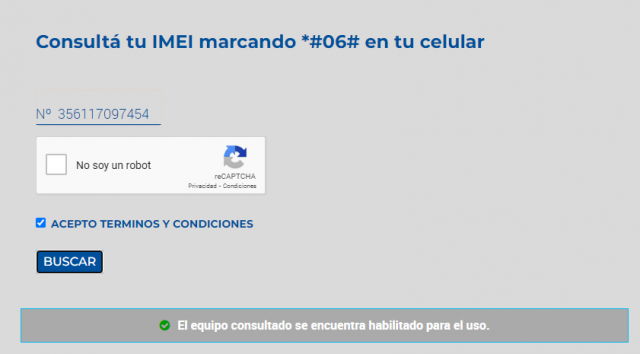 Consultá tu IMEI marcando *#06# en tu celular
Nº 356117097454
No soy un robot
reCAPTCHA
Privacidad - Condiciones
ACEPTO TERMINOS Y CONDICIONES
BUSCAR
El equipo consultado se encuentra habilitado para el uso.